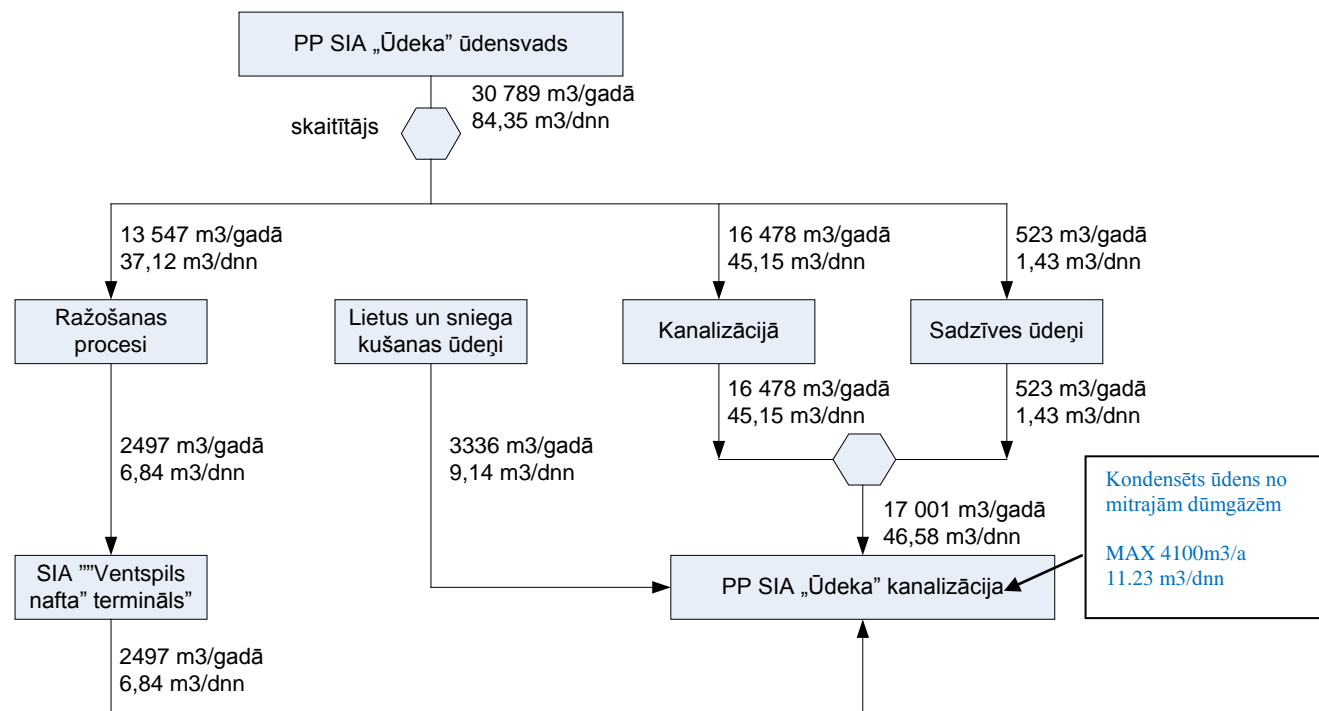 PP SIA „Ūdeka” ūdensvads
30 789 m3/gadā
84,35 m3/dnn
skaitītājs
13 547 m3/gadā
37,12 m3/dnn
16 478 m3/gadā
45,15 m3/dnn
523 m3/gadā
1,43 m3/dnn
Ražošanas
procesi
Lietus un sniega
kušanas ūdeņi
Kanalizācijā
Sadzīves ūdeņi
16 478 m3/gadā
45,15 m3/dnn
523 m3/gadā
1,43 m3/dnn
2497 m3/gadā
6,84 m3/dnn
3336 m3/gadā
9,14 m3/dnn
Kondensēts ūdens no
mitrajām dūmgāzēm
MAX 4100m3/a
11.23 m3/dnn
17 001 m3/gadā
46,58 m3/dnn
SIA ””Ventspils
nafta” termināls”
PP SIA „Ūdeka” kanalizācija
2497 m3/gadā
6,84 m3/dnn